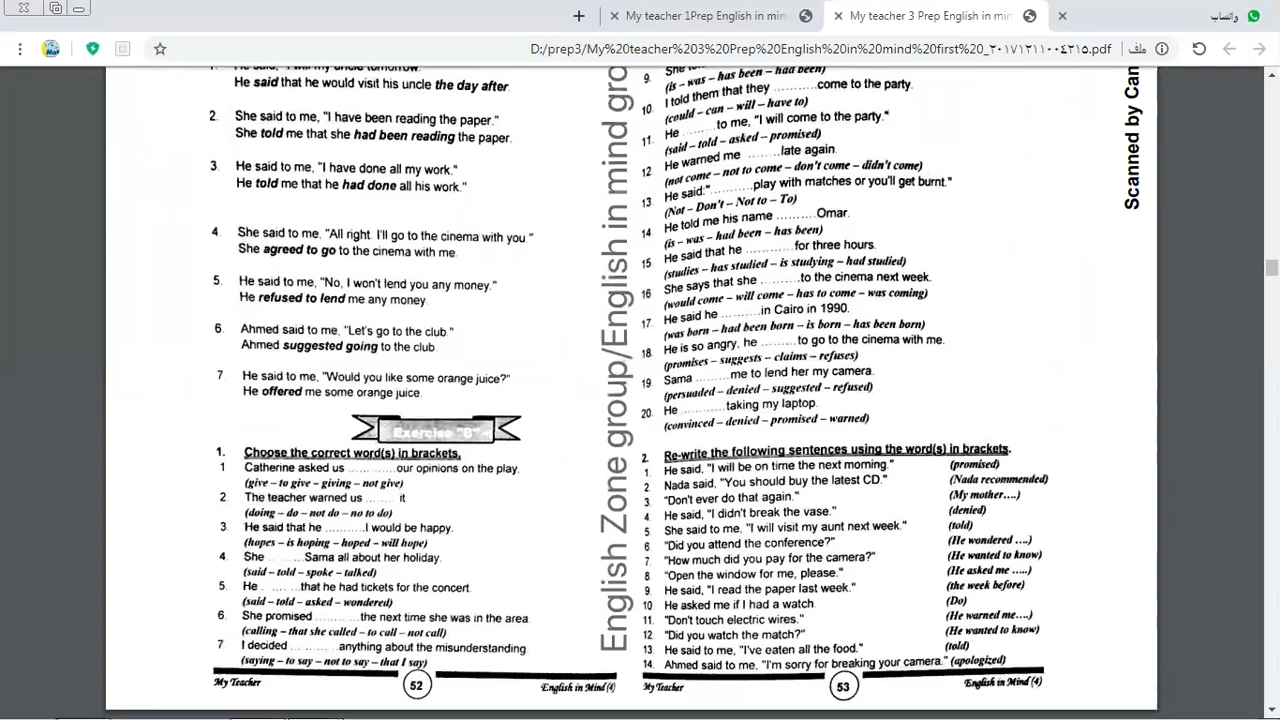 My teacher 1Prep English in min
My teacher 3 Prep English in min
واتساب
D:/prep3/My%20teacher%203%20Prep%20English%20in%20mind%20first%20_٢٠١٧١٢١١٠٠٤٢١٥.pdf
ملف
He said that he would visit his uncle the day after.
2. She said to me, "I have been reading the paper."
She told me that she had been reading the paper.
3. He said to me, "I have done all my work."
He told me that he had done all his work."
4. She said to me, "All right. I'll go to the cinema with you."
She agreed to go to the cinema with me.
5. He said to me, "No, I won't lend you any money."
He refused to lend me any money.
6. Ahmed said to me, "Let's go to the club."
Ahmed suggested going to the club.
7. He said to me, "Would you like some orange juice?"
He offered me some orange juice.
Exercise "B"
1. Choose the correct word(s) in brackets.
1 Catherine asked us ............ our opinions on the play.
(give – to give – giving – not give)
2. The teacher warned us ........ it.
(doing – do – not do – no to do)
3. He said that he ..........I would be happy.
(hopes – is hoping – hoped – will hope)
4. She ........Sama all about her holiday.
(said – told – spoke – talked)
5. He ........ that he had tickets for the concert.
(said – told – asked – wondered)
6. She promised ............ the next time she was in the area.
(calling – that she called – to call – not call)
7 I decided .............anything about the misunderstanding.
(saying – to say – not to say – that I say)
My Teacher
52
English in Mind (4)
English Zone group/English in mind gro
9. She to
(is – was – has been – had been)
10. I told them that they ............come to the party.
(could – can – will – have to)
11. He .........to me, "I will come to the party."
(said – told – asked – promised)
12. He warned me ........late again.
(not come – not to come – don't come – didn't come)
13. He said:"...........play with matches or you'll get burnt."
(Not – Don't – Not to – To)
14. He told me his name ..........Omar.
(is – was – had been – has been)
15. He said that he ............for three hours.
(studies – has studied – is studying – had studied)
16 She says that she ..........to the cinema next week.
(would come – will come – has to come – was coming)
17. He said he ..........in Cairo in 1990.
(was born – had been born – is born – has been born)
18. He is so angry, he ..........to go to the cinema with me.
(promises – suggests – claims – refuses)
19. Sama .........me to lend her my camera.
(persuaded – denied – suggested – refused)
20. He ...........taking my laptop.
(convinced – denied – promised – warned)
2. Re-write the following sentences using the word(s) in brackets.
1. He said, "I will be on time the next morning." (promised)
2. Nada said, "You should buy the latest CD." (Nada recommended)
3. "Don't ever do that again." (My mother....)
4. He said, "I didn't break the vase." (denied)
5 She said to me, "I will visit my aunt next week." (told)
6 "Did you attend the conference?" (He wondered ....)
7. "How much did you pay for the camera?" (He wanted to know)
8 "Open the window for me, please." (He asked me .....)
9. He said, "I read the paper last week." (the week before)
10 He asked me if I had a watch. (Do)
11. "Don't touch electric wires." (He warned me....)
12. "Did you watch the match?" (He wanted to know)
13. He said to me, "I've eaten all the food." (told)
14. Ahmed said to me, "I'm sorry for breaking your camera." (apologized)
My Teacher
53
English in Mind (4)
Scanned by Can